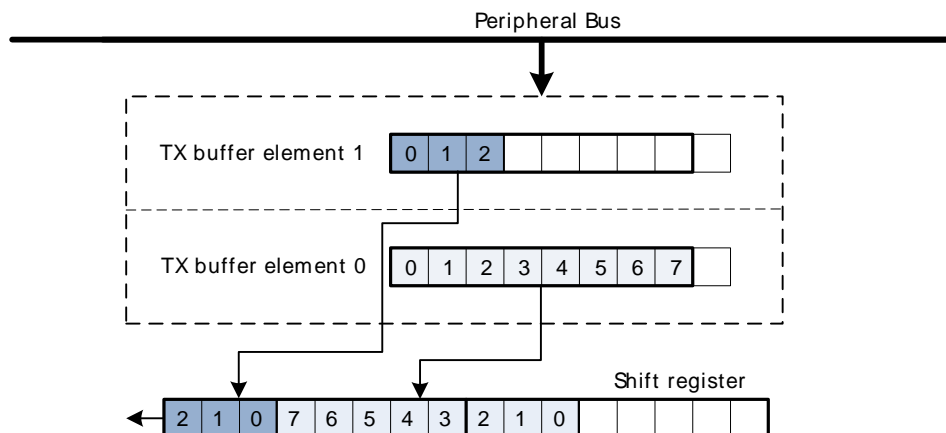 Peripheral Bus
TX buffer element 1 0 1 2
TX buffer element 0 0 1 2 3 4 5 6 7
Shift register
2 1 0 7 6 5 4 3 2 1 0